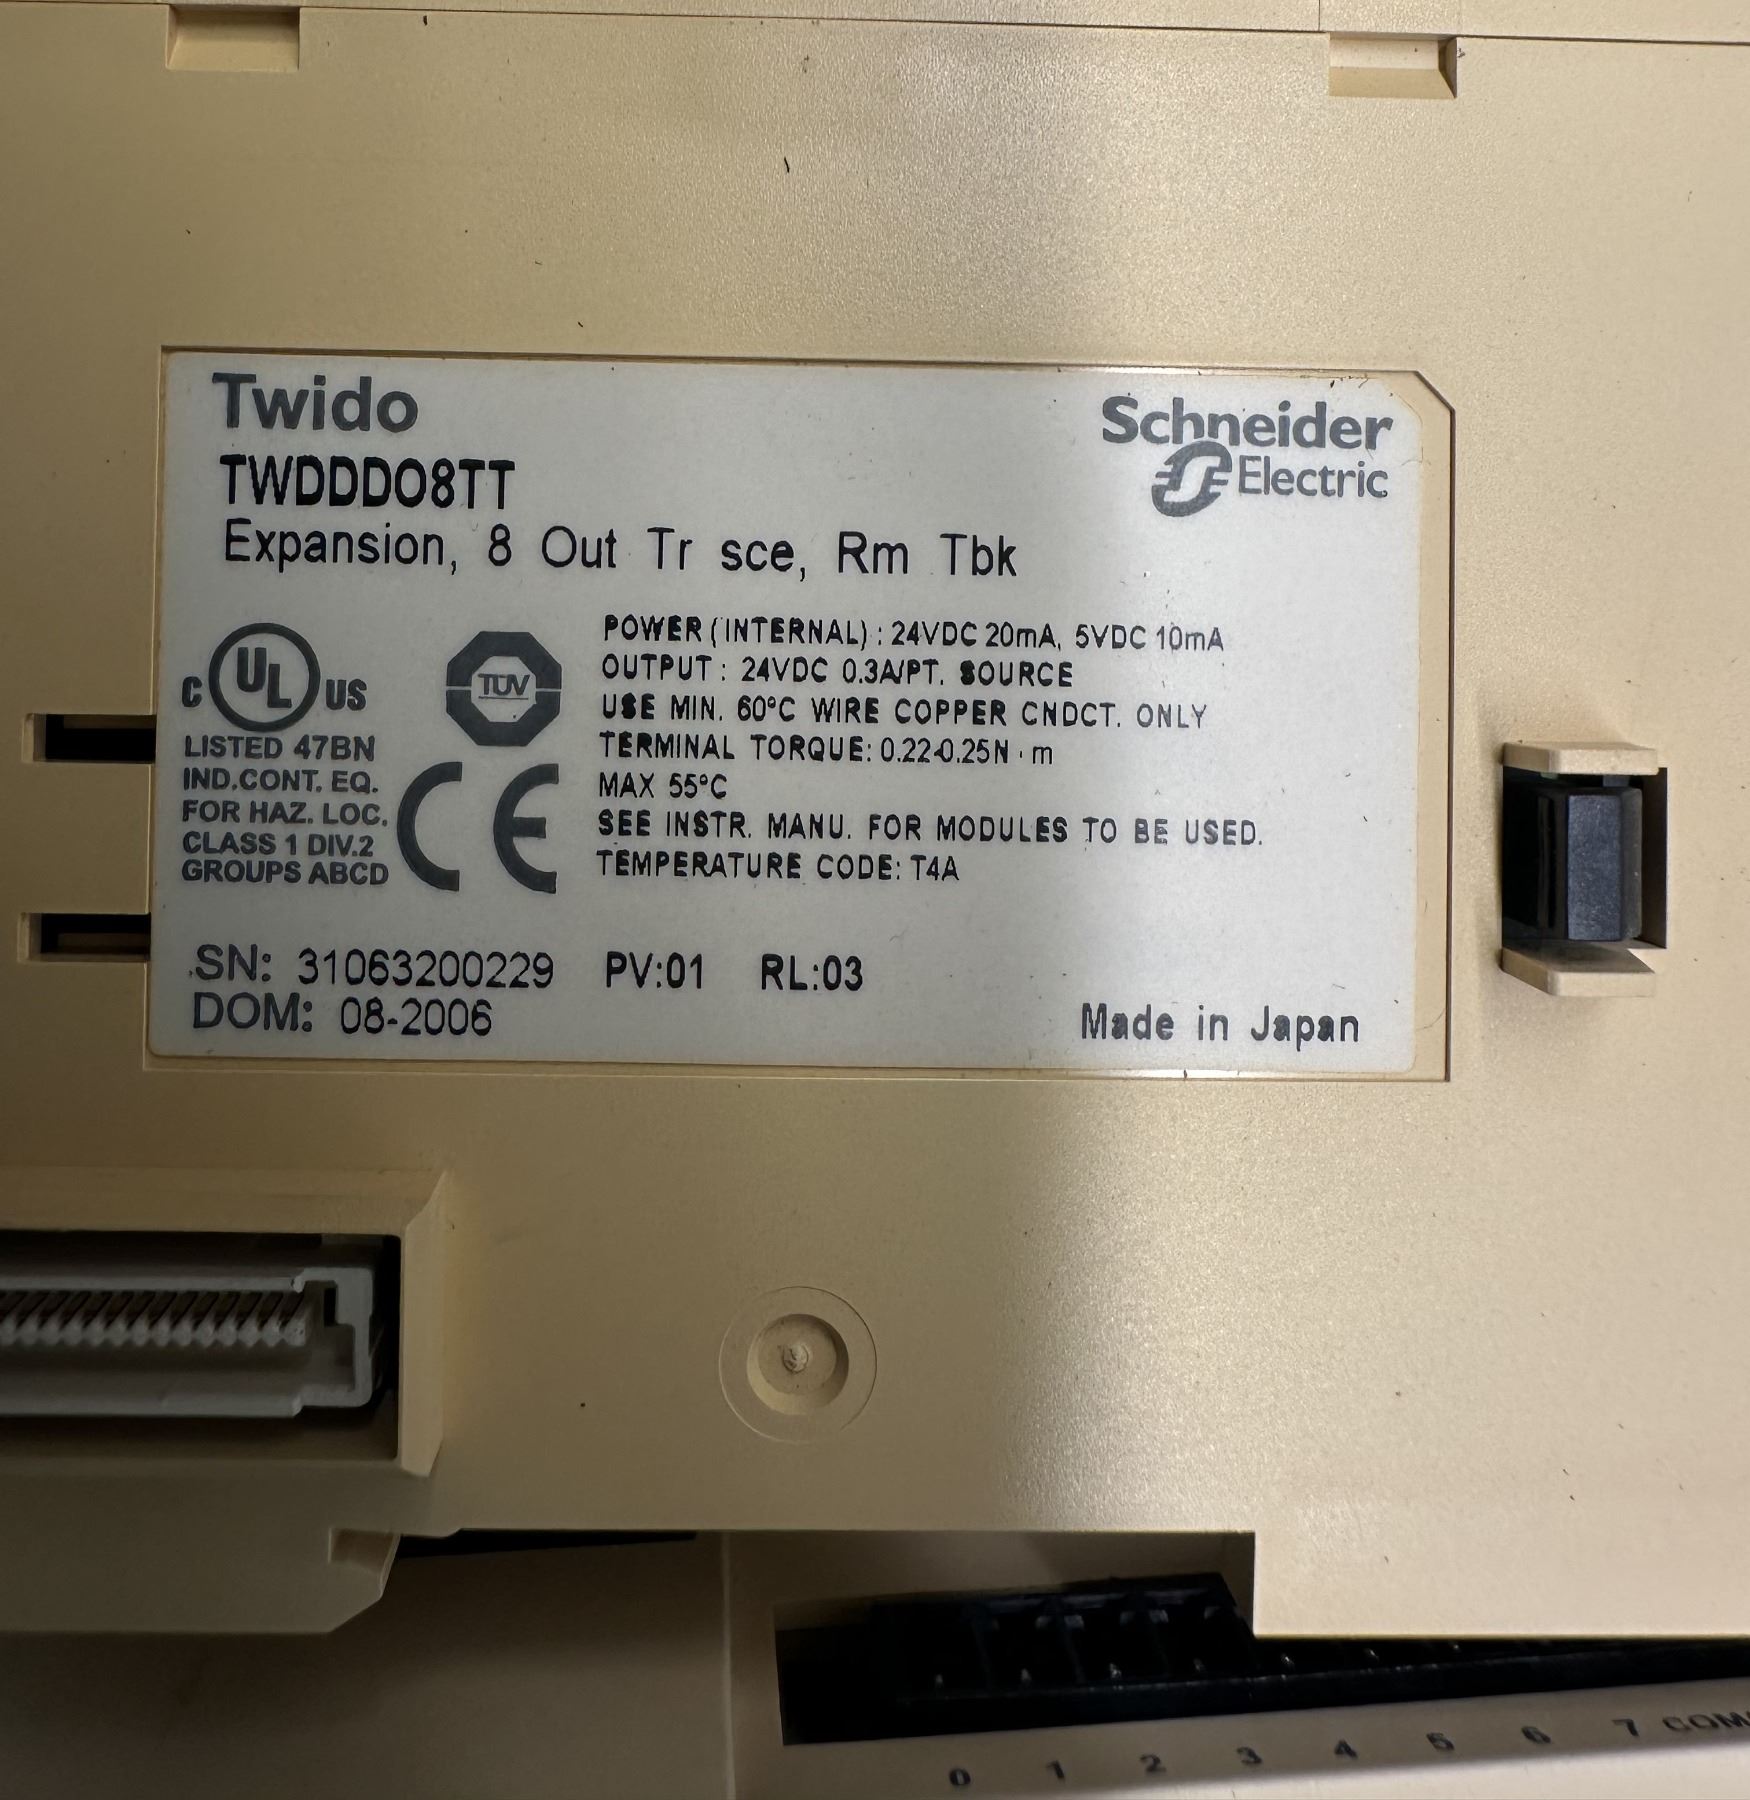 Twido
Schneider
Electric
TWDDDO8TT
Expansion, 8 Out Tr sce, Rm Tbk
C UL US
LISTED 47BN
IND.CONT. EQ.
FOR HAZ. LOC.
CLASS 1 DIV.2
GROUPS ABCD
TUV
CE
POWER (INTERNAL) : 24VDC 20mA, 5VDC 10mA
OUTPUT : 24VDC 0.3A/PT. SOURCE
USE MIN. 60°C WIRE COPPER CNDCT. ONLY
TERMINAL TORQUE: 0.22-0.25N·m
MAX 55°C
SEE INSTR. MANU. FOR MODULES TO BE USED.
TEMPERATURE CODE: T4A
SN: 31063200229 PV:01 RL:03
DOM: 08-2006
Made in Japan
0 1 2 3 4 5 6 7 COM